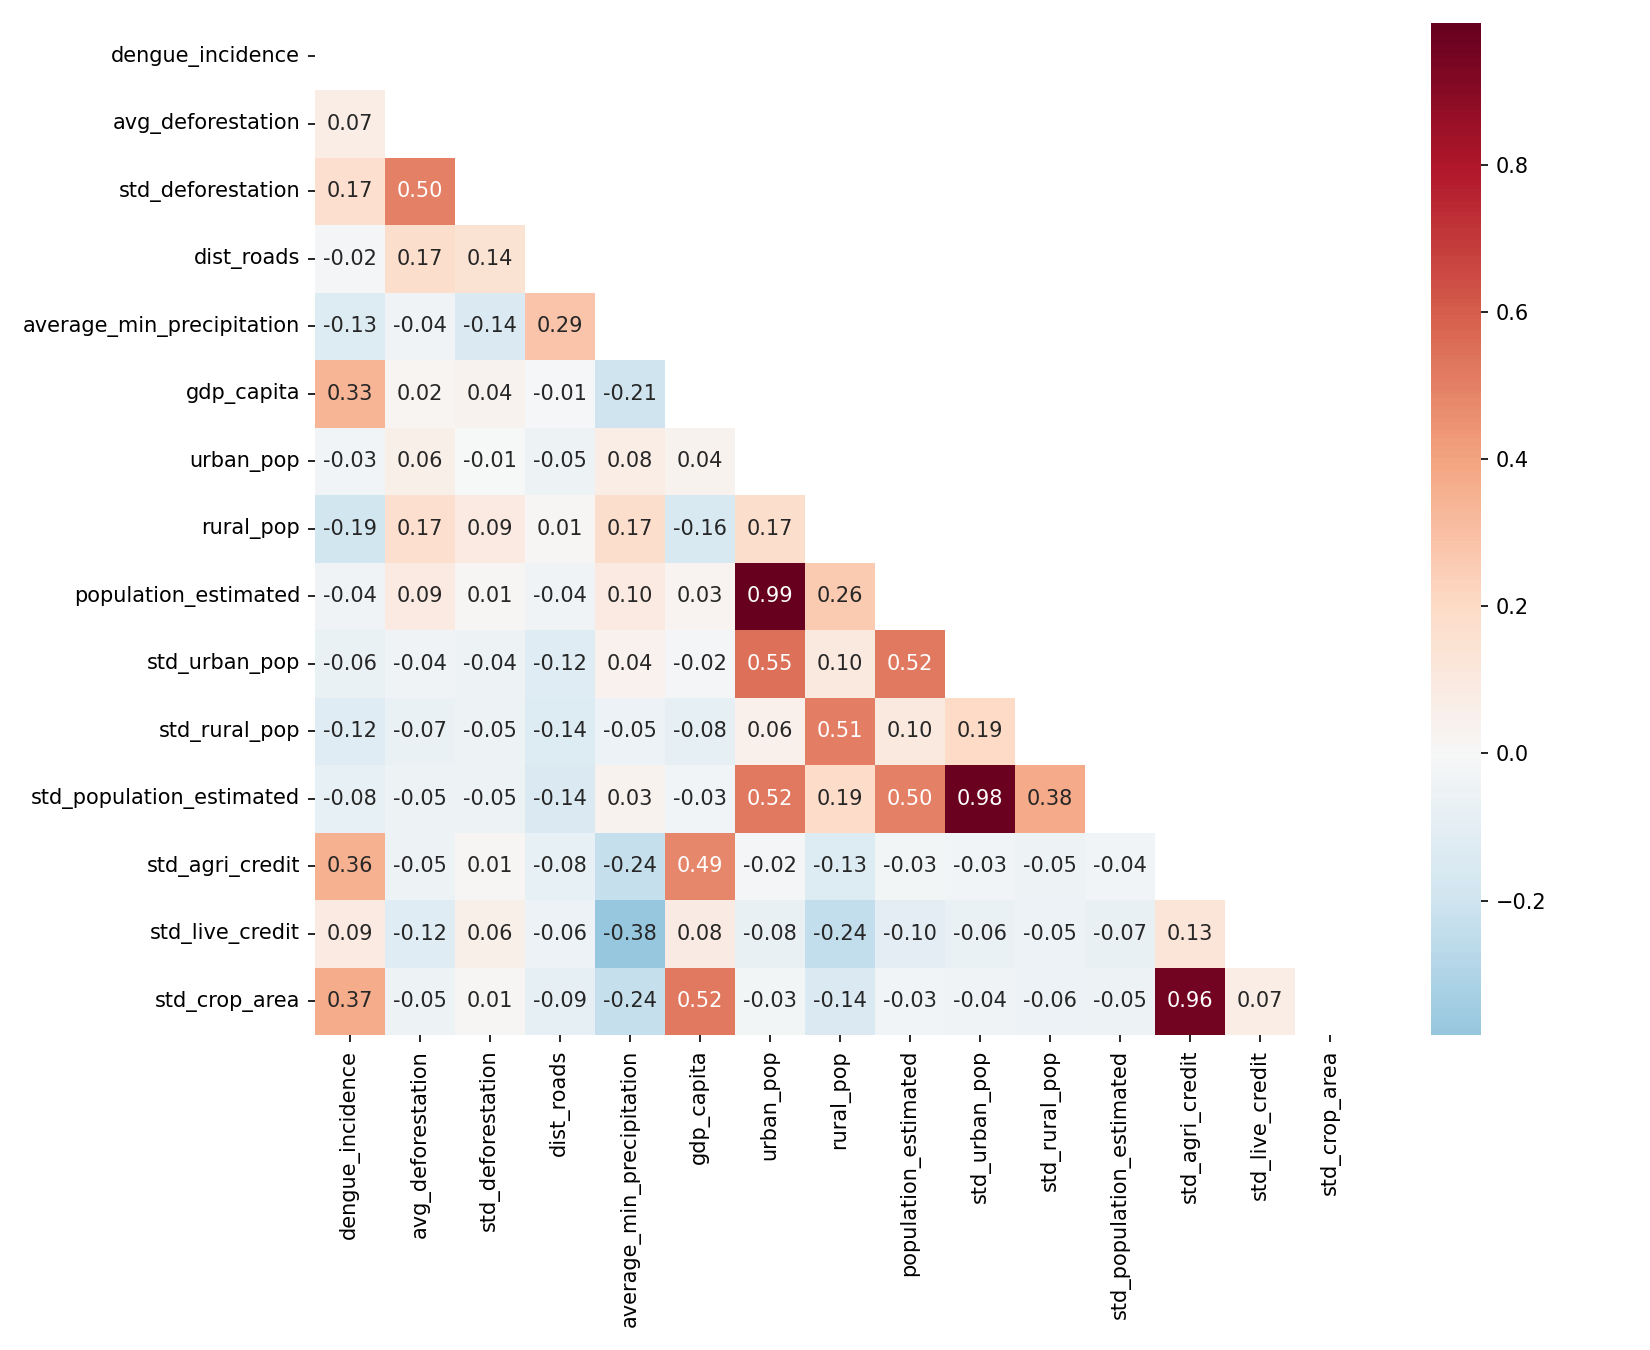 dengue_incidence
avg_deforestation 0.07
std_deforestation 0.17 0.50
dist_roads -0.02 0.17 0.14
average_min_precipitation -0.13 -0.04 -0.14 0.29
gdp_capita 0.33 0.02 0.04 -0.01 -0.21
urban_pop -0.03 0.06 -0.01 -0.05 0.08 0.04
rural_pop -0.19 0.17 0.09 0.01 0.17 -0.16 0.17
population_estimated -0.04 0.09 0.01 -0.04 0.10 0.03 0.99 0.26
std_urban_pop -0.06 -0.04 -0.04 -0.12 0.04 -0.02 0.55 0.10 0.52
std_rural_pop -0.12 -0.07 -0.05 -0.14 -0.05 -0.08 0.06 0.51 0.10 0.19
std_population_estimated -0.08 -0.05 -0.05 -0.14 0.03 -0.03 0.52 0.19 0.50 0.98 0.38
std_agri_credit 0.36 -0.05 0.01 -0.08 -0.24 0.49 -0.02 -0.13 -0.03 -0.03 -0.05 -0.04
std_live_credit 0.09 -0.12 0.06 -0.06 -0.38 0.08 -0.08 -0.24 -0.10 -0.06 -0.05 -0.07 0.13
std_crop_area 0.37 -0.05 0.01 -0.09 -0.24 0.52 -0.03 -0.14 -0.03 -0.04 -0.06 -0.05 0.96 0.07
dengue_incidence
avg_deforestation
std_deforestation
dist_roads
average_min_precipitation
gdp_capita
urban_pop
rural_pop
population_estimated
std_urban_pop
std_rural_pop
std_population_estimated
std_agri_credit
std_live_credit
std_crop_area
0.8
0.6
0.4
0.2
0.0
−0.2